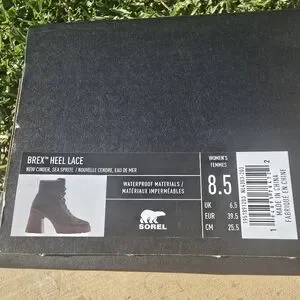 BREX™ HEEL LACE
NEW CINDER, SEA SPRITE / NOUVELLE CENDRE, EAU DE MER
WATERPROOF MATERIALS /
MATÉRIAUX IMPERMÉABLES
SOREL
WOMEN'S
FEMMES
8.5
UK 6.5
EUR 39.5
CM 25.5
MADE IN CHINA
FABRIQUÉ EN CHINE